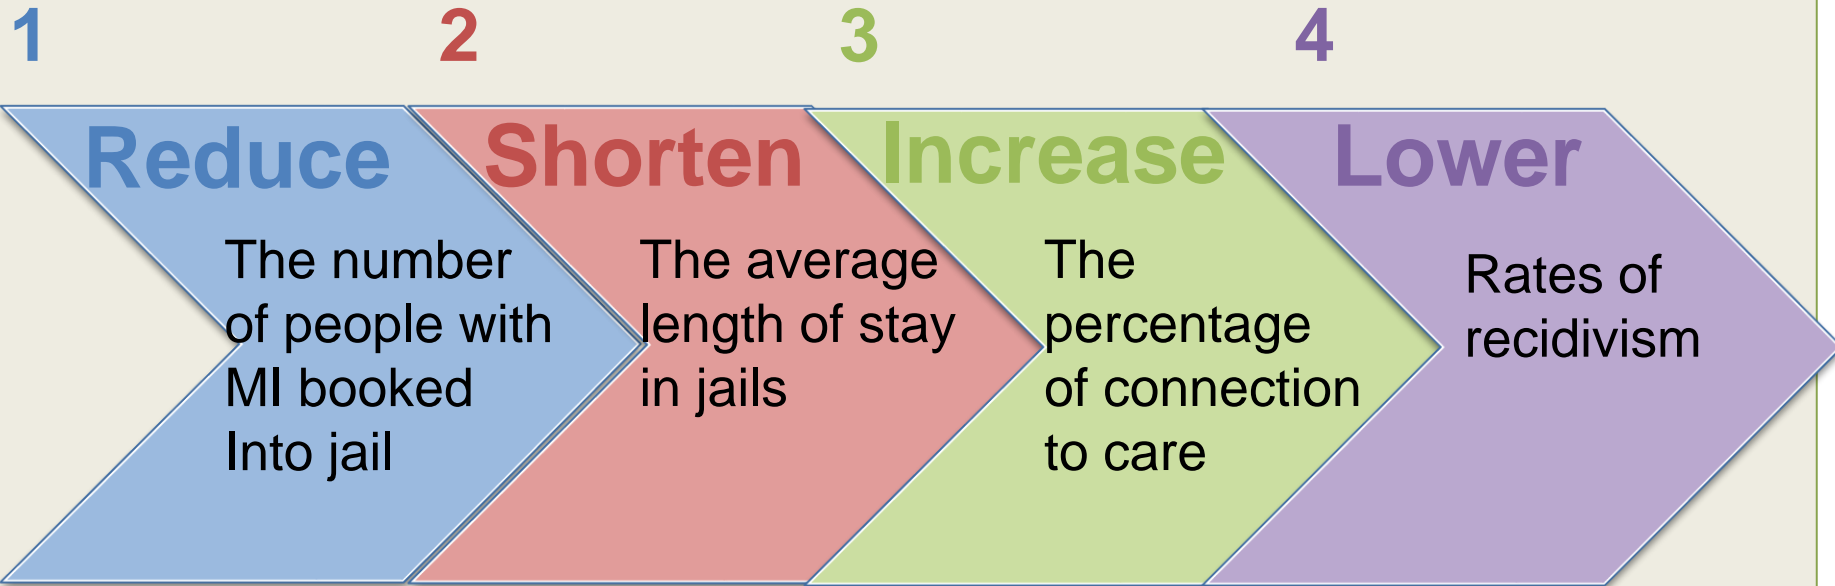 1
Reduce
The number
of people with
MI booked
Into jail
2
Shorten
The average
length of stay
in jails
3
Increase
The
percentage
of connection
to care
4
Lower
Rates of
recidivism